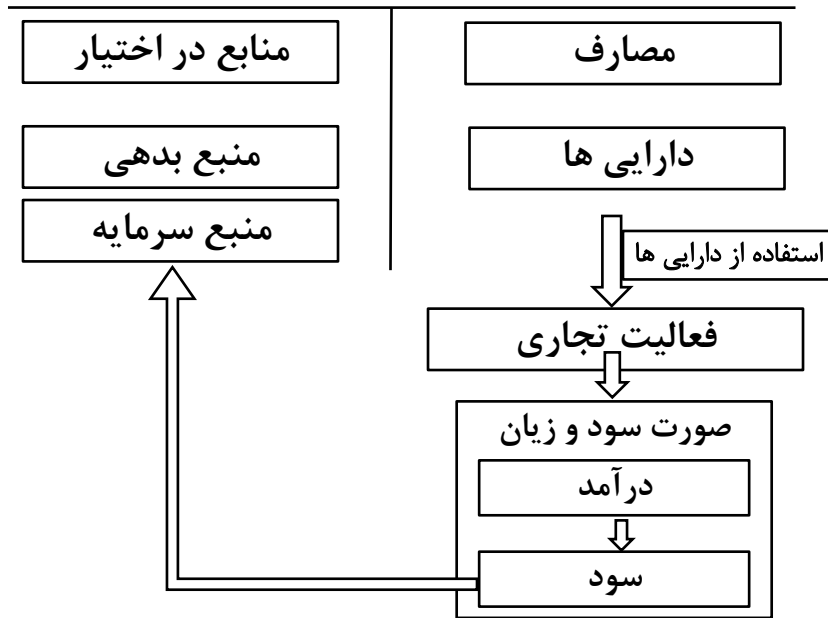 مصارف
منابع در اختیار
دارایی ها
منبع بدهی
منبع سرمایه
استفاده از دارایی ها
فعالیت تجاری
صورت سود و زیان
درآمد
سود